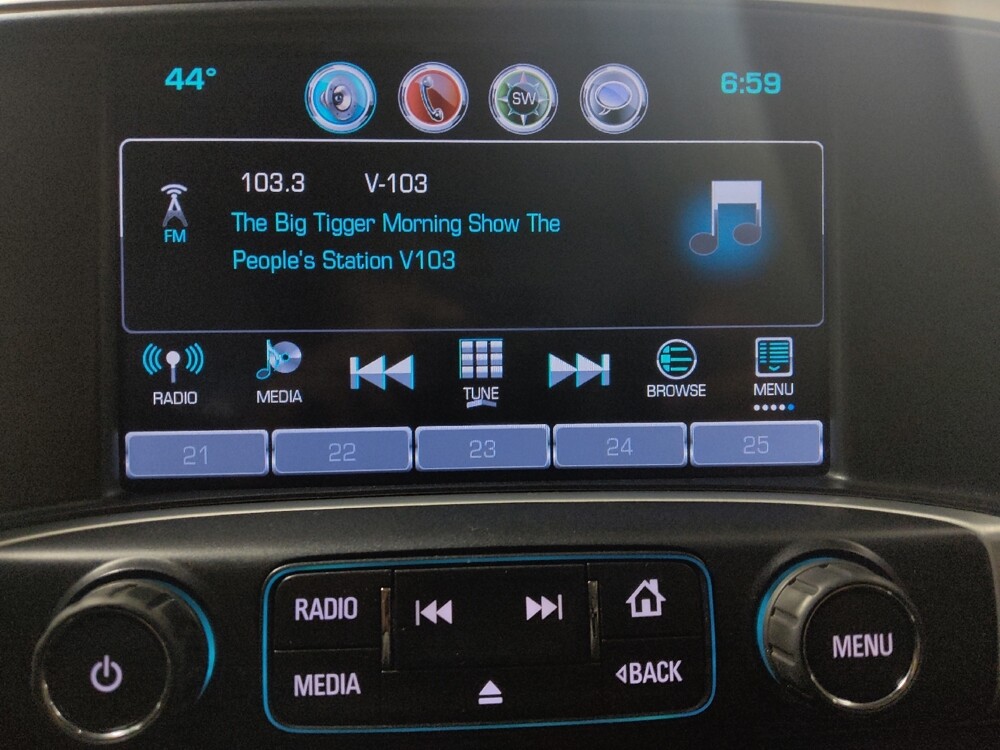 44°
SW
6:59
103.3 V-103
FM
The Big Tigger Morning Show The
People's Station V103
RADIO
MEDIA
TUNE
BROWSE
MENU
21 22 23 24 25
RADIO
MEDIA
◃BACK
MENU